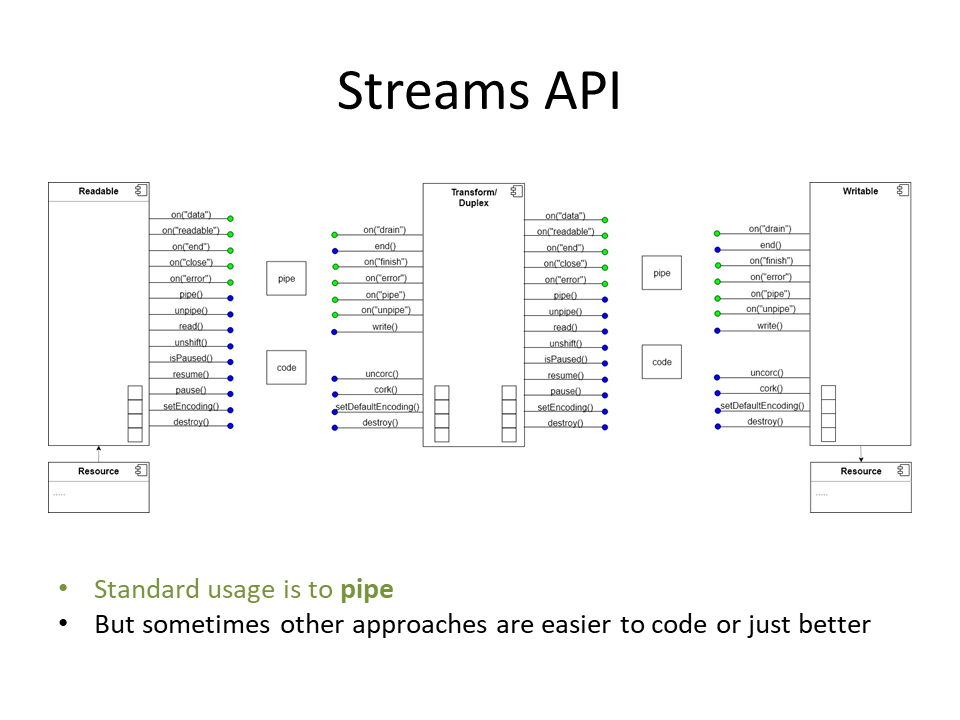 Streams API
Readable
on("data")
on("readable")
on("end")
on("close")
on("error")
pipe()
unpipe()
read()
unshift()
isPaused()
resume()
pause()
setEncoding()
destroy()
Resource
.....
pipe
code
on("drain")
end()
on("finish")
on("error")
on("pipe")
on("unpipe")
write()
uncorc()
cork()
setDefaultEncoding()
destroy()
Transform/
Duplex
on("data")
on("readable")
on("end")
on("close")
on("error")
pipe()
unpipe()
read()
unshift()
isPaused()
resume()
pause()
setEncoding()
destroy()
pipe
code
on("drain")
end()
on("finish")
on("error")
on("pipe")
on("unpipe")
write()
uncorc()
cork()
setDefaultEncoding()
destroy()
Writable
Resource
.....
• Standard usage is to pipe
• But sometimes other approaches are easier to code or just better